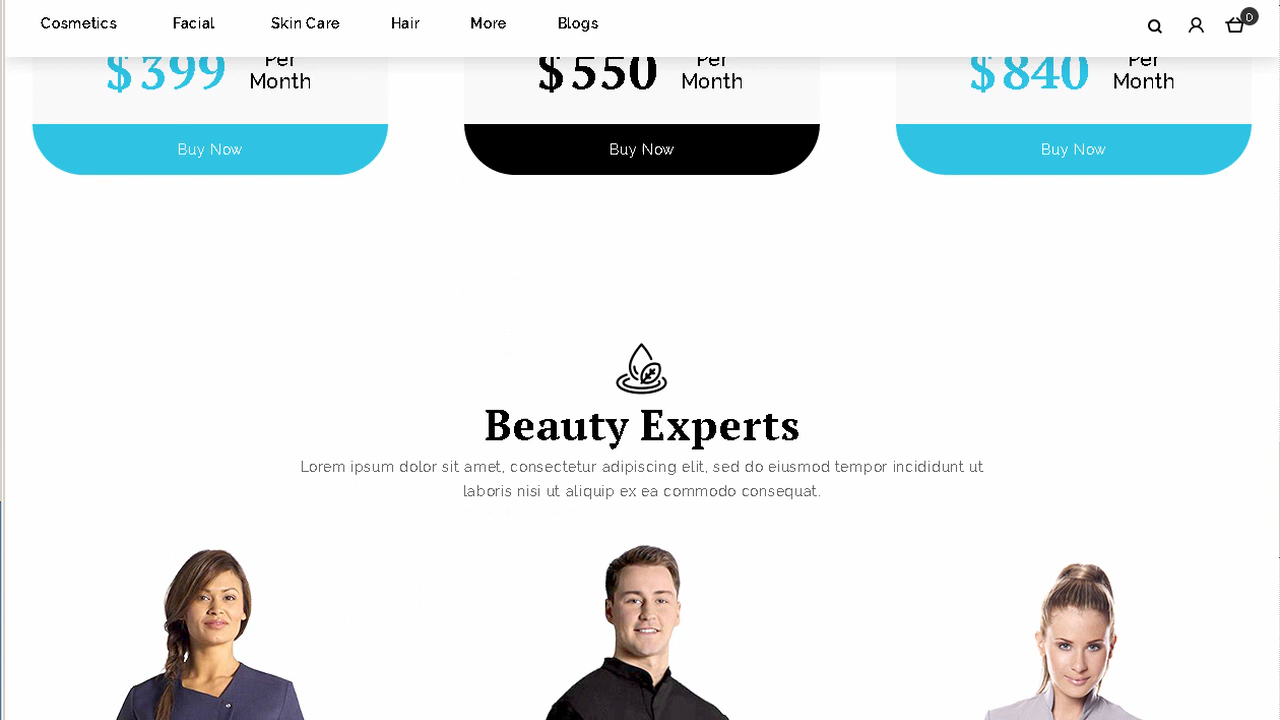 Cosmetics Facial Skin Care Hair More Blogs 0
$399 Per Month
$550 Per Month
$840 Per Month
Buy Now Buy Now Buy Now
Beauty Experts
Lorem ipsum dolor sit amet, consectetur adipiscing elit, sed do eiusmod tempor incididunt ut
laboris nisi ut aliquip ex ea commodo consequat.